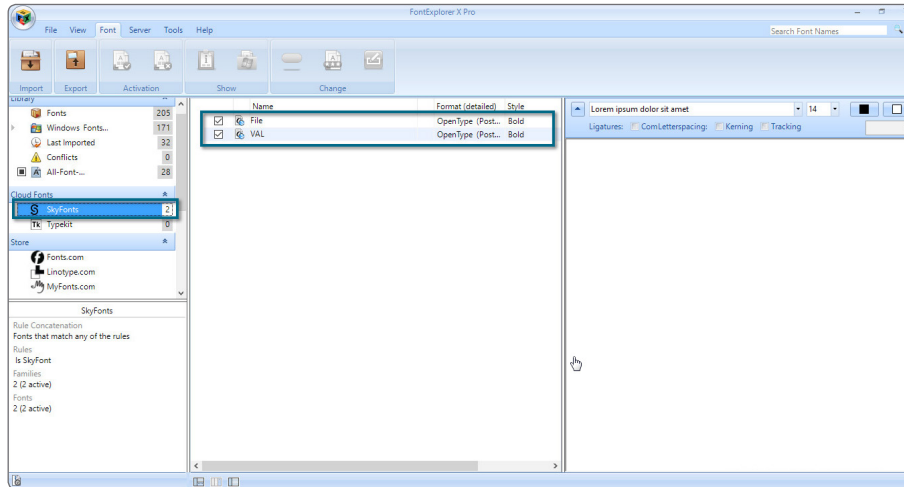 FontExplorer X Pro
File View Font Server Tools Help
Search Font Names
Import Export Activation Show Change
Library
Fonts 205
Windows Fonts... 171
Last Imported 32
Conflicts 0
All-Font-... 28
Cloud Fonts
SkyFonts 2
Typekit 0
Store
Fonts.com
Linotype.com
MyFonts.com
SkyFonts
Rule Concatenation
Fonts that match any of the rules
Rules
Is SkyFont
Families
2 (2 active)
Fonts
2 (2 active)
Name Format (detailed) Style
File OpenType (Post... Bold
VAL OpenType (Post... Bold
Lorem ipsum dolor sit amet 14
Ligatures: Com Letterspacing: Kerning Tracking